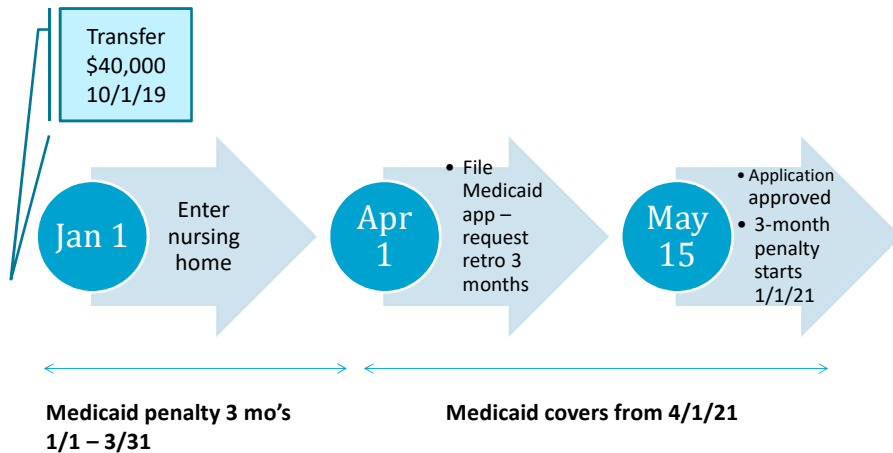 Transfer
$40,000
10/1/19
Jan 1
Enter
nursing
home
Apr
1
• File
Medicaid
app –
request
retro 3
months
May
15
• Application
approved
• 3-month
penalty
starts
1/1/21
Medicaid penalty 3 mo's
1/1 – 3/31
Medicaid covers from 4/1/21